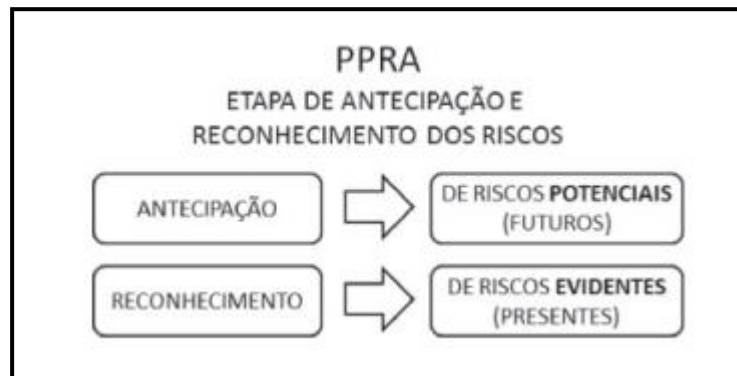 PPRA
ETAPA DE ANTECIPAÇÃO E
RECONHECIMENTO DOS RISCOS
ANTECIPAÇÃO
DE RISCOS POTENCIAIS
(FUTUROS)
RECONHECIMENTO
DE RISCOS EVIDENTES
(PRESENTES)